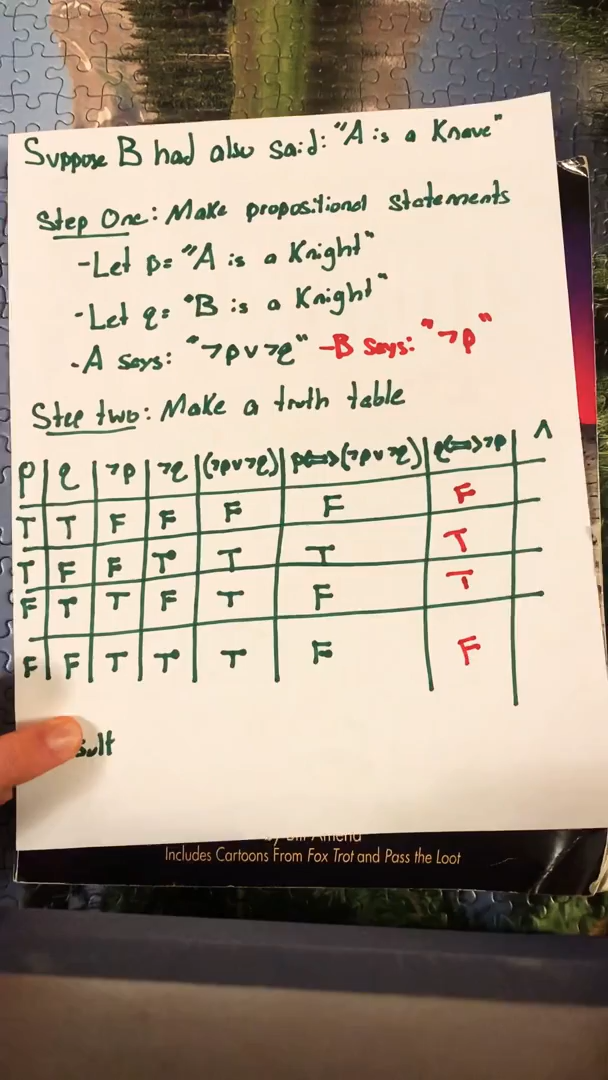 Suppose B had also said: "A is a Knave"
Step One: Make propositional statements
-Let p= "A is a Knight"
-Let q= "B is a Knight"
-A says: "¬p∨¬q" -B says: "¬p"
Step two: Make a truth table
p q ¬p ¬q (¬p∨¬q) p⟺(¬p∨¬q) q⟺¬p ∧
T T F F F F F
T F F T T T T
F T T F T F T
F F T T T F F
sult
Includes Cartoons From Fox Trot and Pass the Loot